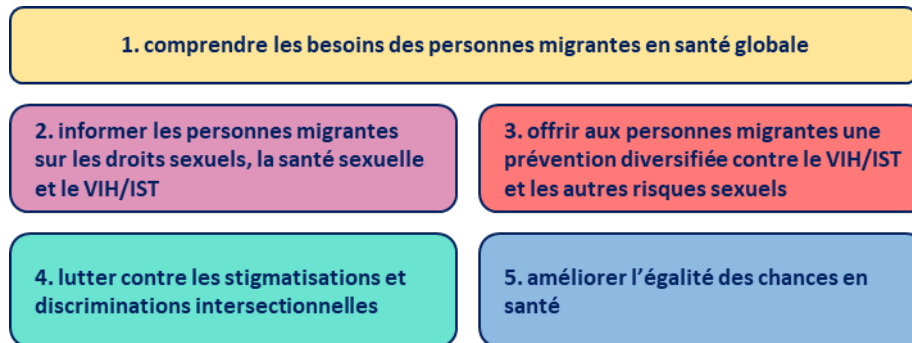 1. comprendre les besoins des personnes migrantes en santé globale
2. informer les personnes migrantes
sur les droits sexuels, la santé sexuelle
et le VIH/IST
3. offrir aux personnes migrantes une
prévention diversifiée contre le VIH/IST
et les autres risques sexuels
4. lutter contre les stigmatisations et
discriminations intersectionnelles
5. améliorer l’égalité des chances en
santé